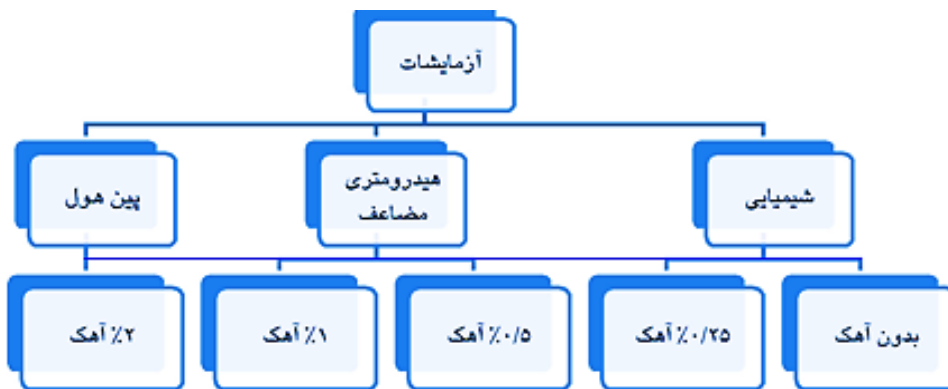 آزمایشات
شیمیایی
هیدرومتری
مضاعف
پین هول
بدون آهک
۰/۲۵٪ آهک
۰/۵٪ آهک
۱٪ آهک
۲٪ آهک